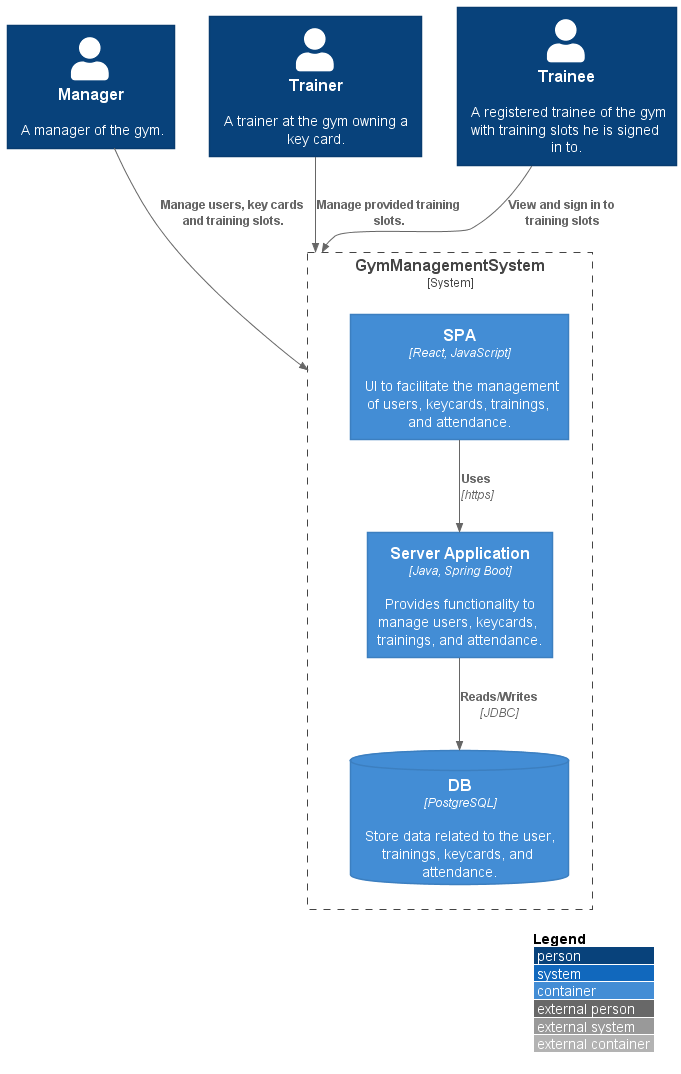 Manager
A manager of the gym.
Trainer
A trainer at the gym owning a
key card.
Trainee
A registered trainee of the gym
with training slots he is signed
in to.
Manage users, key cards
and training slots.
Manage provided training
slots.
View and sign in to
training slots
GymManagementSystem
[System]
SPA
[React, JavaScript]
UI to facilitate the management
of users, keycards, trainings,
and attendance.
Uses
[https]
Server Application
[Java, Spring Boot]
Provides functionality to
manage users, keycards,
trainings, and attendance.
Reads/Writes
[JDBC]
DB
[PostgreSQL]
Store data related to the user,
trainings, keycards, and
attendance.
Legend
person
system
container
external person
external system
external container